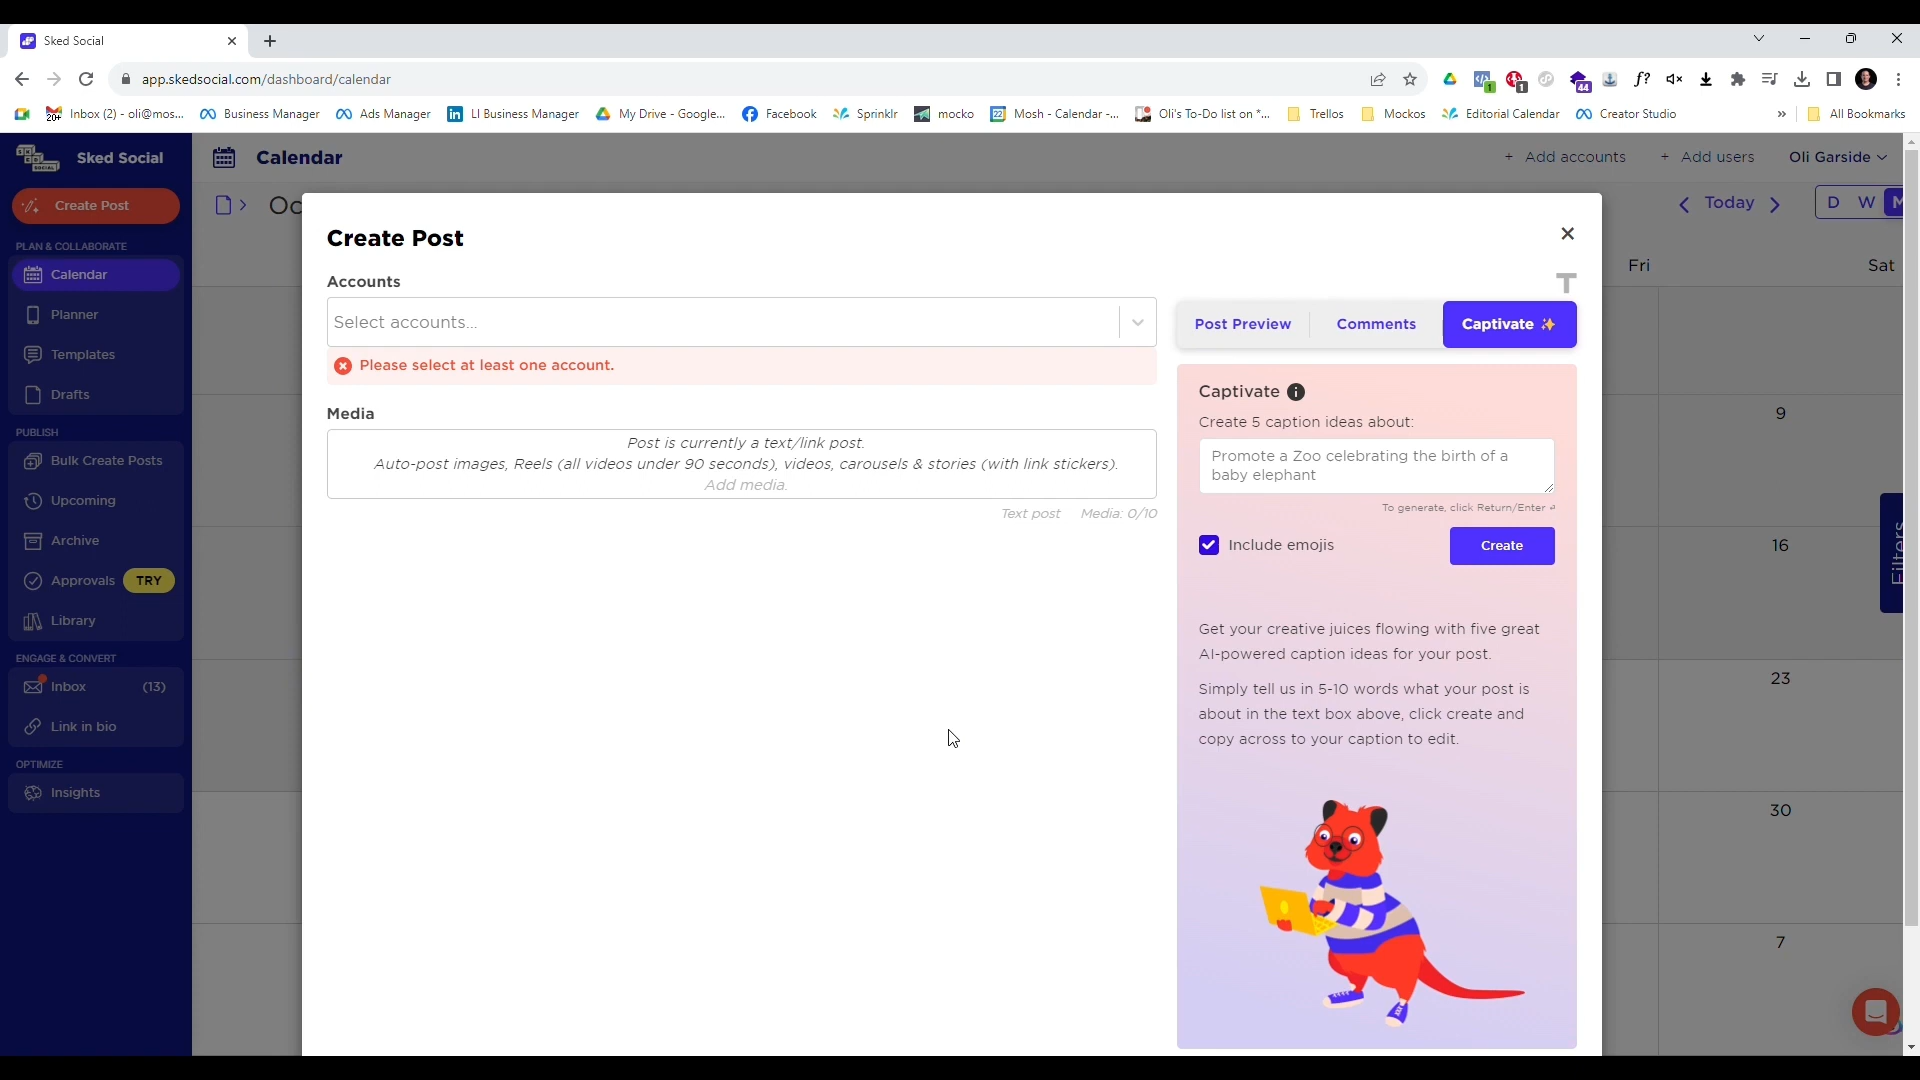 Sked Social
app.skedsocial.com/dashboard/calendar
1
1
44
f?
20+
Inbox (2) - oli@mos...
Business Manager
Ads Manager
LI Business Manager
My Drive - Google...
Facebook
Sprinklr
mocko
22
Mosh - Calendar -...
Oli's To-Do list on *...
Trellos
Mockos
Editorial Calendar
Creator Studio
»
All Bookmarks
SKED SOCIAL
Sked Social
Calendar
+ Add accounts
+ Add users
Oli Garside
Create Post
Oc
Today
D
W
M
PLAN & COLLABORATE
Calendar
Planner
Templates
Drafts
PUBLISH
Bulk Create Posts
Upcoming
Archive
Approvals
TRY
Library
ENGAGE & CONVERT
Inbox
(13)
Link in bio
OPTIMIZE
Insights
Fri
Sat
9
16
23
30
7
Filters
Create Post
Accounts
Select accounts...
Please select at least one account.
Media
Post is currently a text/link post.
Auto-post images, Reels (all videos under 90 seconds), videos, carousels & stories (with link stickers).
Add media.
Text post
Media: 0/10
T
Post Preview
Comments
Captivate ✨
Captivate
Create 5 caption ideas about:
Promote a Zoo celebrating the birth of a
baby elephant
To generate, click Return/Enter ⏎
Include emojis
Create
Get your creative juices flowing with five great
AI-powered caption ideas for your post.
Simply tell us in 5-10 words what your post is
about in the text box above, click create and
copy across to your caption to edit.